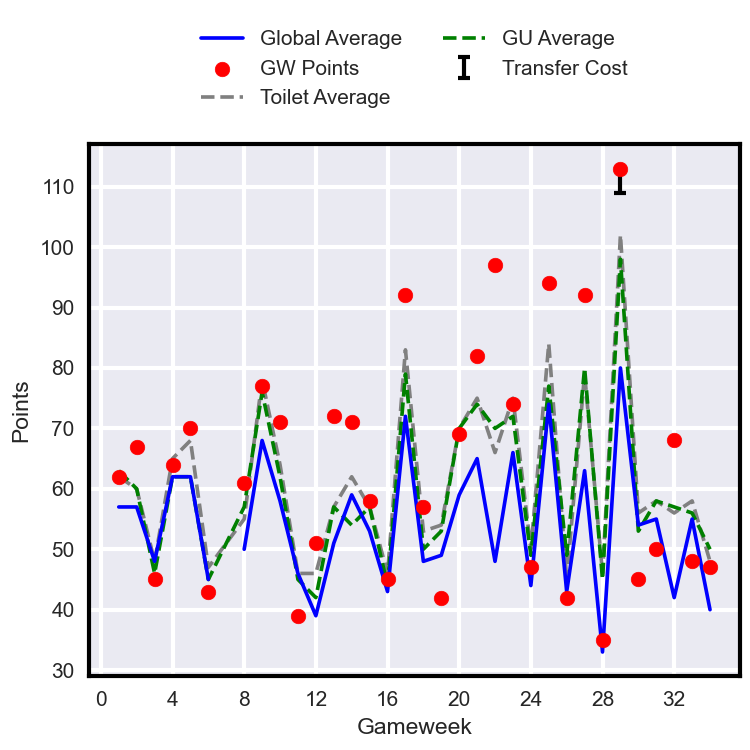 Global Average
GW Points
Toilet Average
GU Average
Transfer Cost
Points
110
100
90
80
70
60
50
40
30
0 4 8 12 16 20 24 28 32
Gameweek